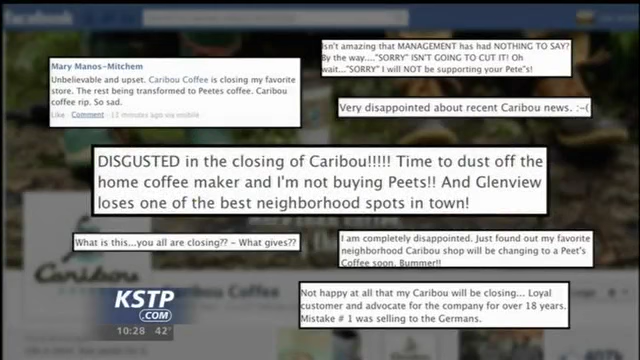 facebook
Mary Manos-Mitchem
Unbelievable and upset. Caribou Coffee is closing my favorite
store. The rest being transformed to Peetes coffee. Caribou
coffee rip. So sad.
Like · Comment · 12 minutes ago via mobile
Isn't amazing that MANAGEMENT has had NOTHING TO SAY?
By the way...."SORRY" ISN'T GOING TO CUT IT! Oh
wait..."SORRY" I will NOT be supporting your Pete"s!
Very disappointed about recent Caribou news. :-(
DISGUSTED in the closing of Caribou!!!!! Time to dust off the
home coffee maker and I'm not buying Peets!! And Glenview
loses one of the best neighborhood spots in town!
What is this...you all are closing?? - What gives??
I am completely disappointed. Just found out my favorite
neighborhood Caribou shop will be changing to a Peet's
Coffee soon. Bummer!!
Caribou
Caribou Coffee
Not happy at all that my Caribou will be closing... Loyal
customer and advocate for the company for over 18 years.
Mistake # 1 was selling to the Germans.
KSTP
.COM
10:28 42°